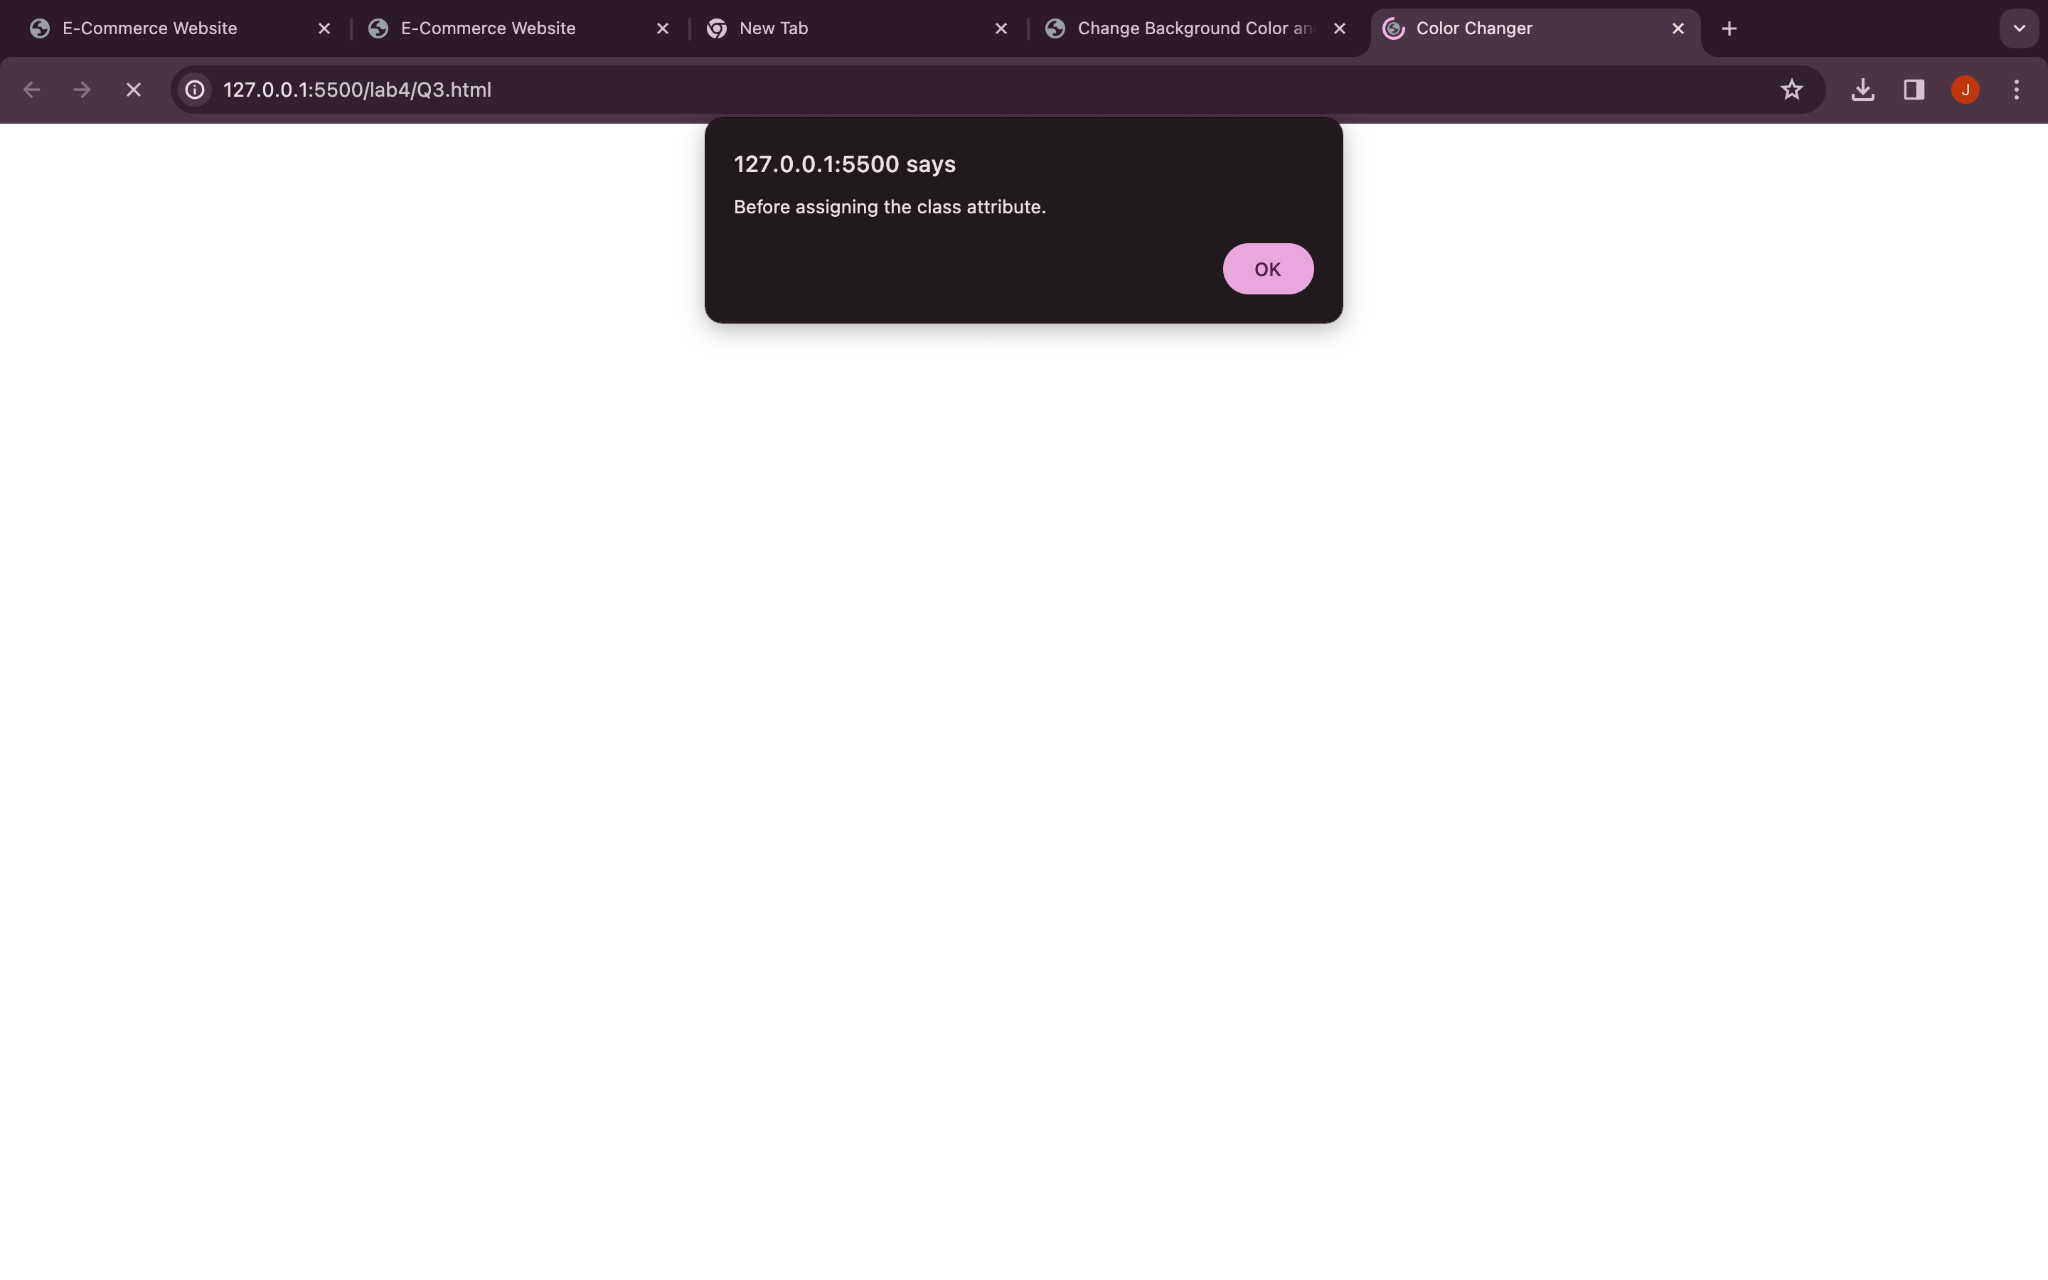 E-Commerce Website
E-Commerce Website
New Tab
Change Background Color an
Color Changer
127.0.0.1:5500/lab4/Q3.html
J
127.0.0.1:5500 says
Before assigning the class attribute.
OK